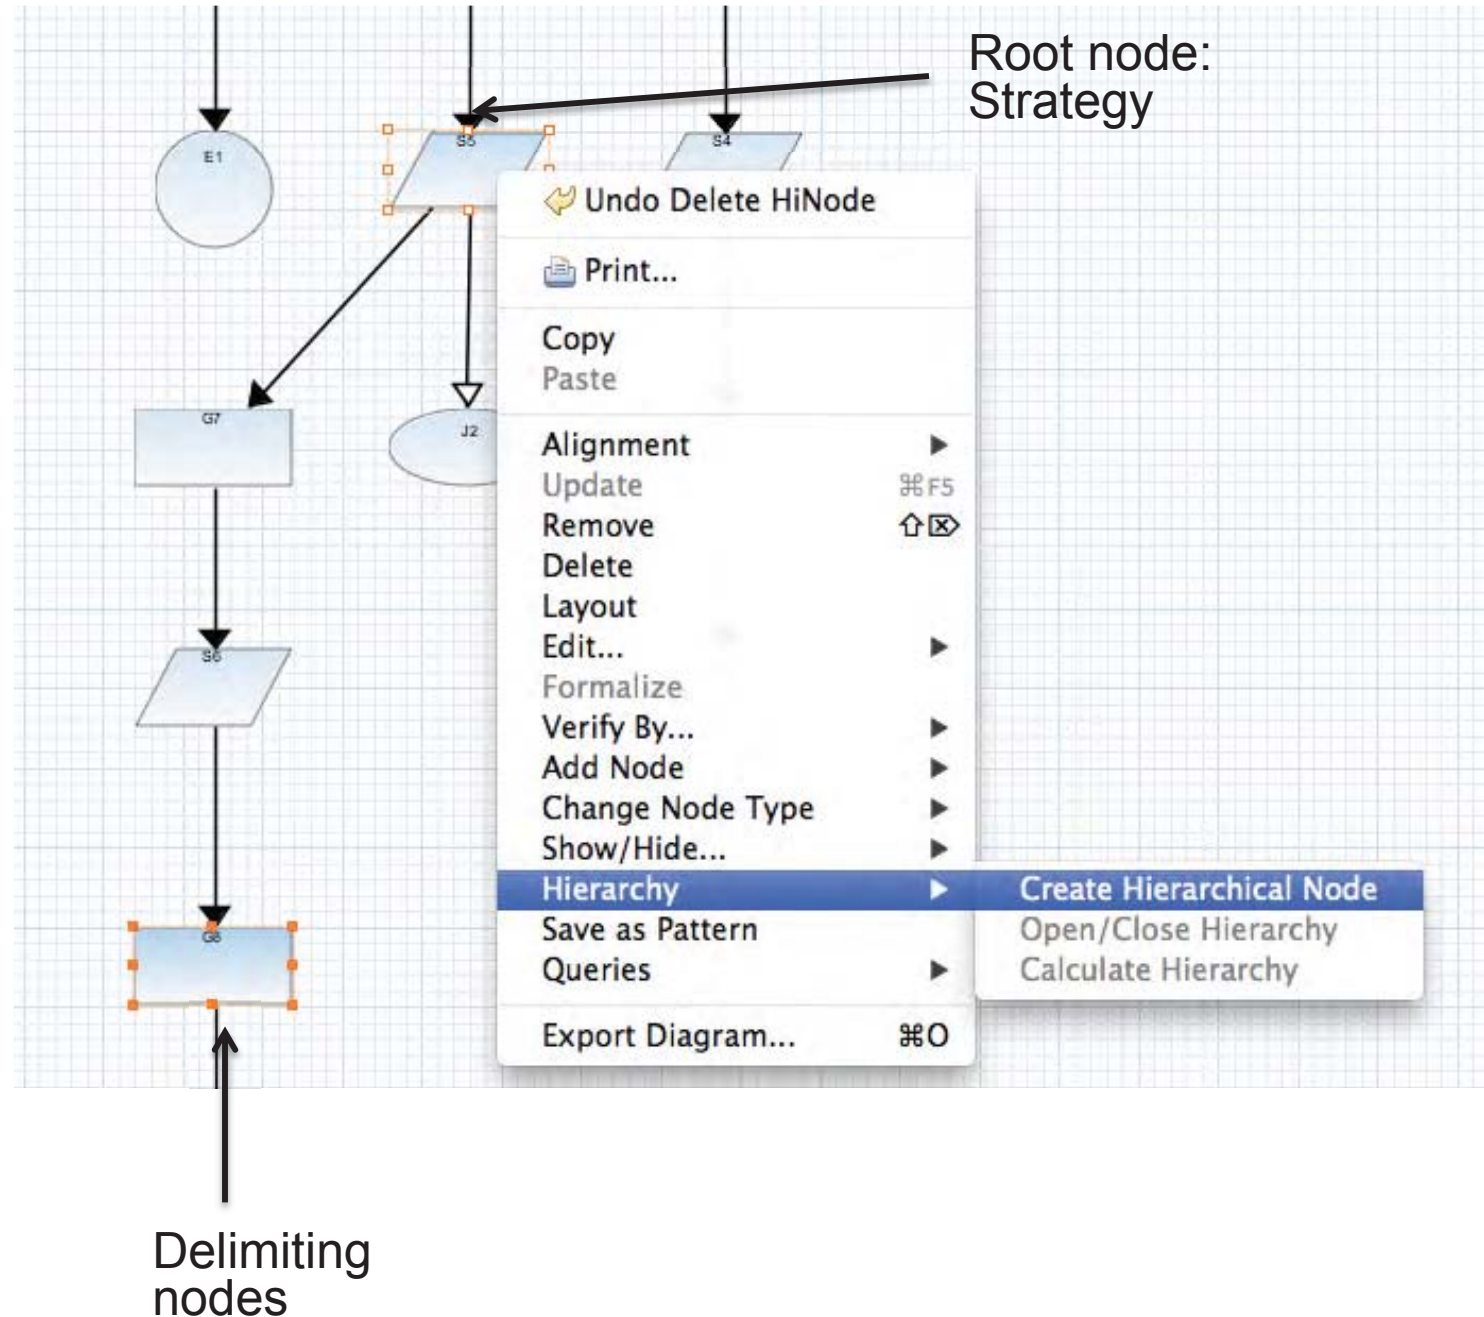 Root node:
Strategy
E1
S5
S4
Undo Delete HiNode
Print...
Copy
Paste
G7
J2
Alignment
Update ⌘F5
Remove ⇧⌦
Delete
Layout
Edit...
S6
Formalize
Verify By...
Add Node
Change Node Type
Show/Hide...
Hierarchy
Create Hierarchical Node
Save as Pattern
Open/Close Hierarchy
G8
Queries
Calculate Hierarchy
Export Diagram... ⌘O
Delimiting
nodes